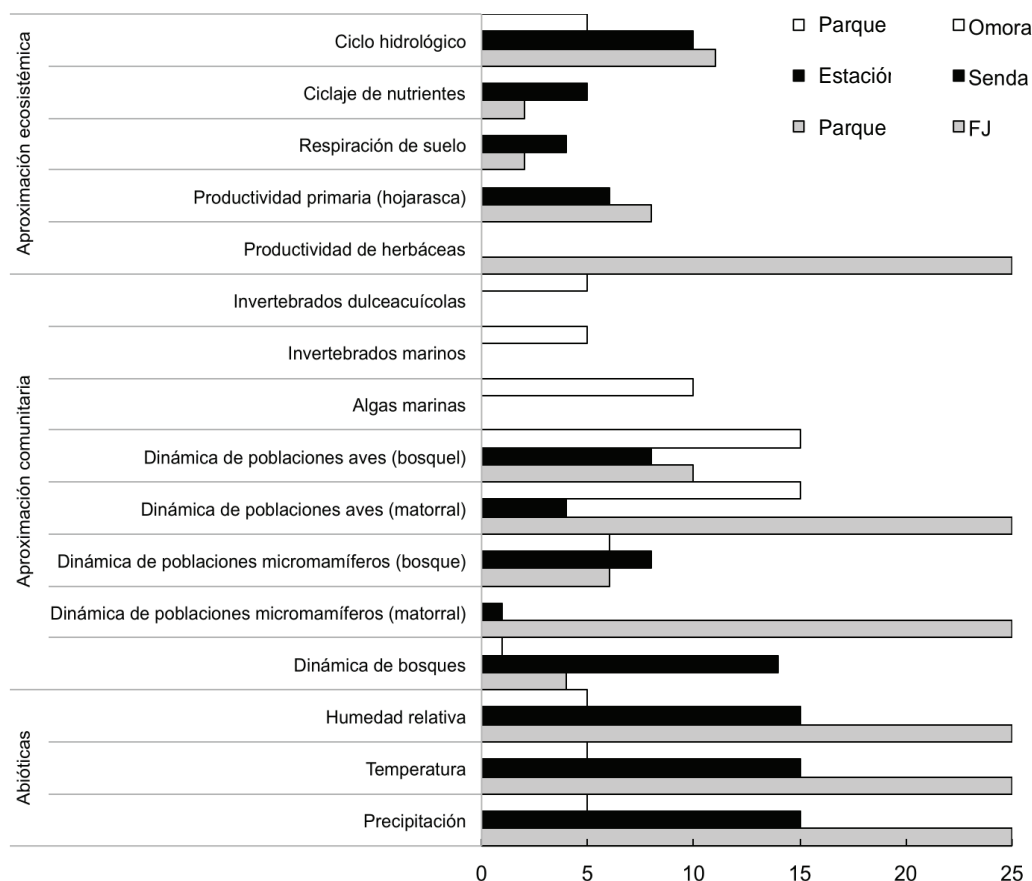 Parque Omora
Estación Senda
Parque FJ
Aproximación ecosistémica
Ciclo hidrológico
Ciclaje de nutrientes
Respiración de suelo
Productividad primaria (hojarasca)
Productividad de herbáceas
Aproximación comunitaria
Invertebrados dulceacuícolas
Invertebrados marinos
Algas marinas
Dinámica de poblaciones aves (bosquel)
Dinámica de poblaciones aves (matorral)
Dinámica de poblaciones micromamíferos (bosque)
Dinámica de poblaciones micromamíferos (matorral)
Dinámica de bosques
Abióticas
Humedad relativa
Temperatura
Precipitación
0 5 10 15 20 25